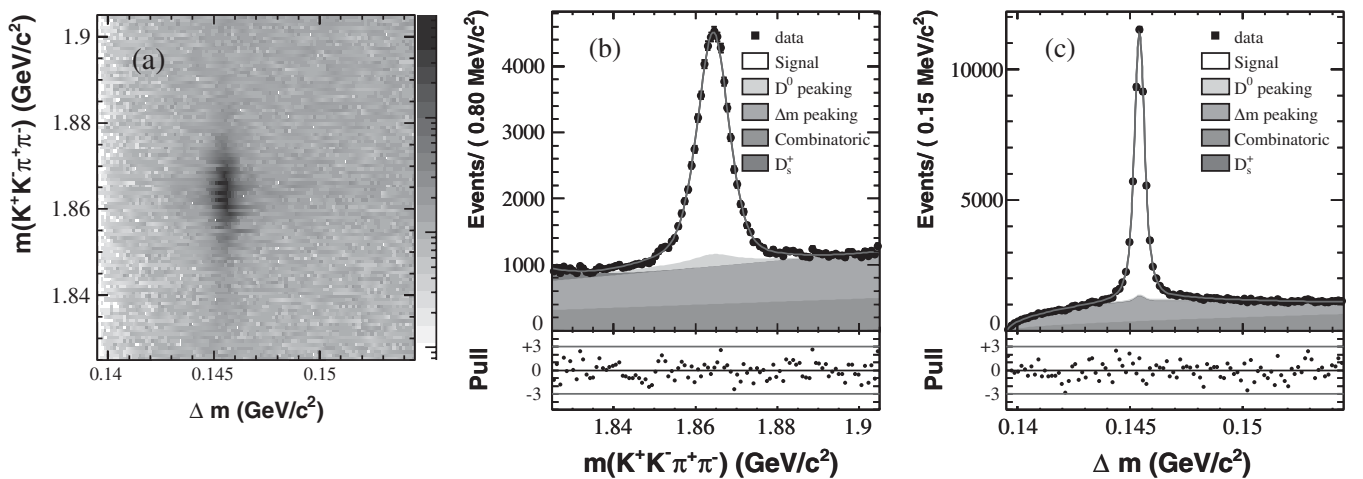 (a)
m(K⁺K⁻π⁺π⁻) (GeV/c²)
1.9
1.88
1.86
1.84
0.14 0.145 0.15
Δ m (GeV/c²)
(b)
Events/ ( 0.80 MeV/c²)
4000
3000
2000
1000
0
data
Signal
D⁰ peaking
Δm peaking
Combinatoric
Dₛ⁺
Pull
+3
0
-3
1.84 1.86 1.88 1.9
m(K⁺K⁻π⁺π⁻) (GeV/c²)
(c)
Events/ ( 0.15 MeV/c²)
10000
5000
0
data
Signal
D⁰ peaking
Δm peaking
Combinatoric
Dₛ⁺
Pull
+3
0
-3
0.14 0.145 0.15
Δ m (GeV/c²)